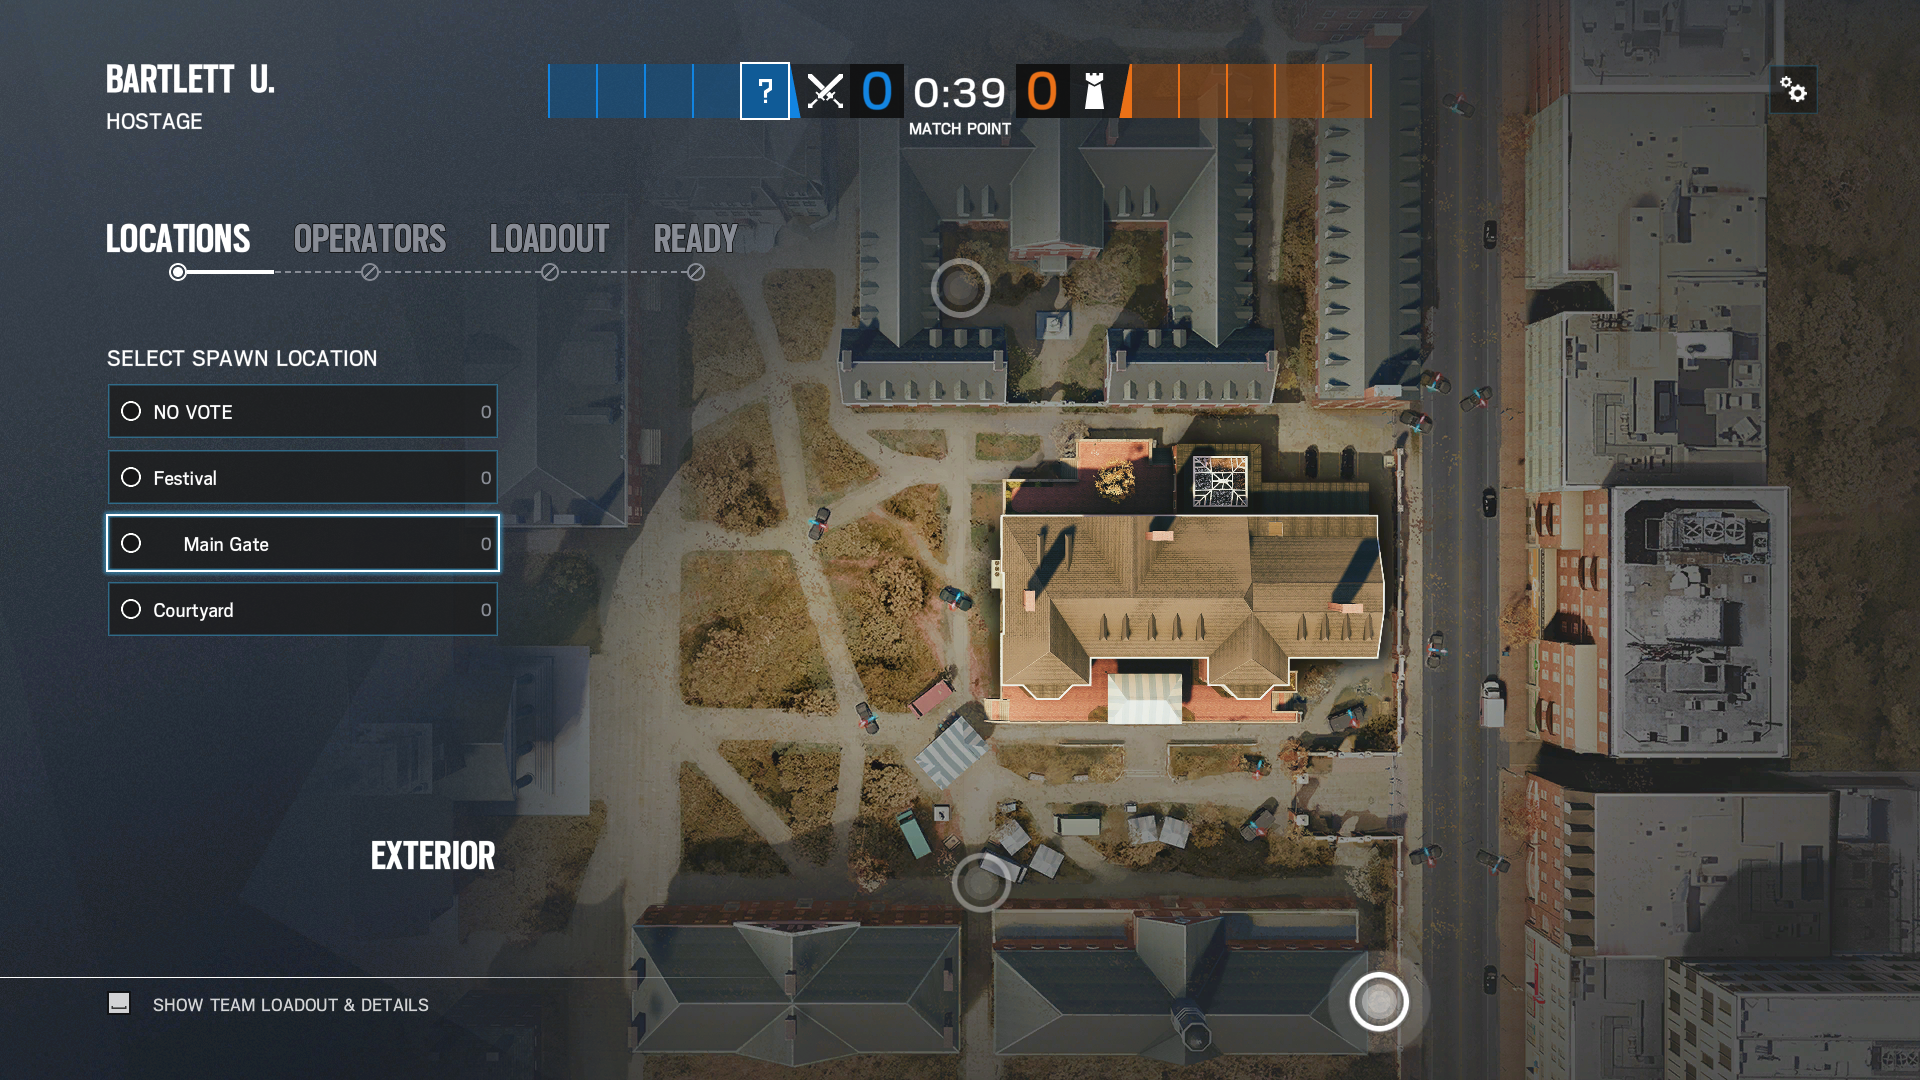 BARTLETT U.
HOSTAGE
?
0
0:39
0
MATCH POINT
LOCATIONS
OPERATORS
LOADOUT
READY
SELECT SPAWN LOCATION
NO VOTE 0
Festival 0
Main Gate 0
Courtyard 0
EXTERIOR
SHOW TEAM LOADOUT & DETAILS